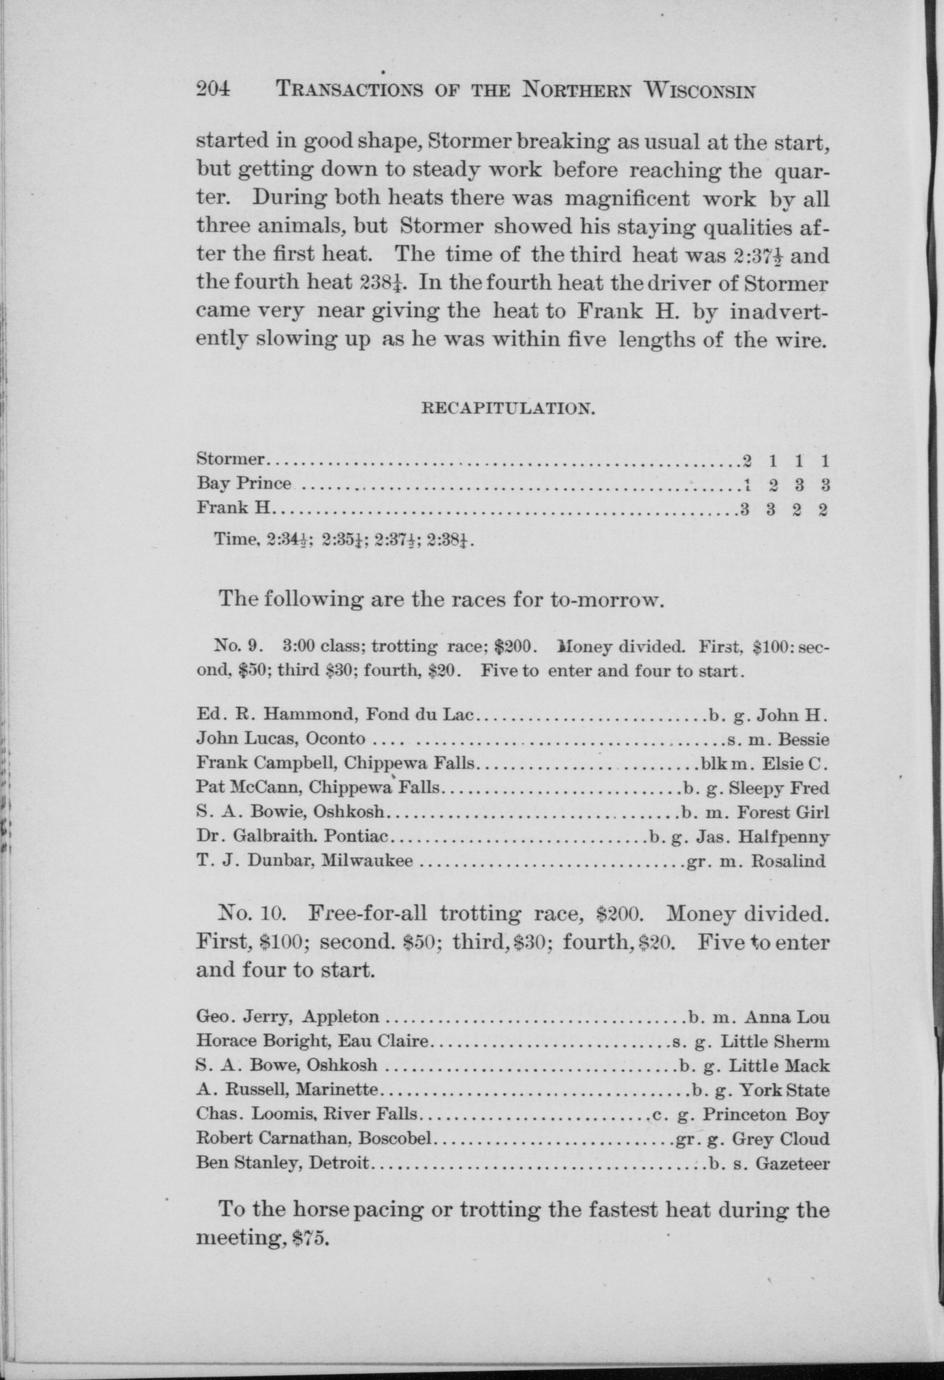 204 TRANSACTIONS OF THE NORTHERN WISCONSIN
started in good shape, Stormer breaking as usual at the start,
but getting down to steady work before reaching the quar-
ter. During both heats there was magnificent work by all
three animals, but Stormer showed his staying qualities af-
ter the first heat. The time of the third heat was 2:37½ and
the fourth heat 238¼. In the fourth heat the driver of Stormer
came very near giving the heat to Frank H. by inadvert-
ently slowing up as he was within five lengths of the wire.
RECAPITULATION.
Stormer........................................................2 1 1 1
Bay Prince ....................................................1 2 3 3
Frank H........................................................3 3 2 2
Time, 2:34½; 2:35¼; 2:37½; 2:38¼.
The following are the races for to-morrow.
No. 9. 3:00 class; trotting race; $200. Money divided. First, $100: sec-
ond, $50; third $30; fourth, $20. Five to enter and four to start.
Ed. R. Hammond, Fond du Lac...........................b. g. John H.
John Lucas, Oconto .... ....................................s. m. Bessie
Frank Campbell, Chippewa Falls..........................blk m. Elsie C.
Pat McCann, Chippewa Falls............................b. g. Sleepy Fred
S. A. Bowie, Oshkosh..................................b. m. Forest Girl
Dr. Galbraith. Pontiac..............................b. g. Jas. Halfpenny
T. J. Dunbar, Milwaukee ...............................gr. m. Rosalind
No. 10. Free-for-all trotting race, $200. Money divided.
First, $100; second. $50; third, $30; fourth, $20. Five to enter
and four to start.
Geo. Jerry, Appleton ...................................b. m. Anna Lou
Horace Boright, Eau Claire............................s. g. Little Sherm
S. A. Bowe, Oshkosh ..................................b. g. Little Mack
A. Russell, Marinette....................................b. g. York State
Chas. Loomis, River Falls...........................c. g. Princeton Boy
Robert Carnathan, Boscobel............................gr. g. Grey Cloud
Ben Stanley, Detroit.......................................b. s. Gazeteer
To the horse pacing or trotting the fastest heat during the
meeting, $75.